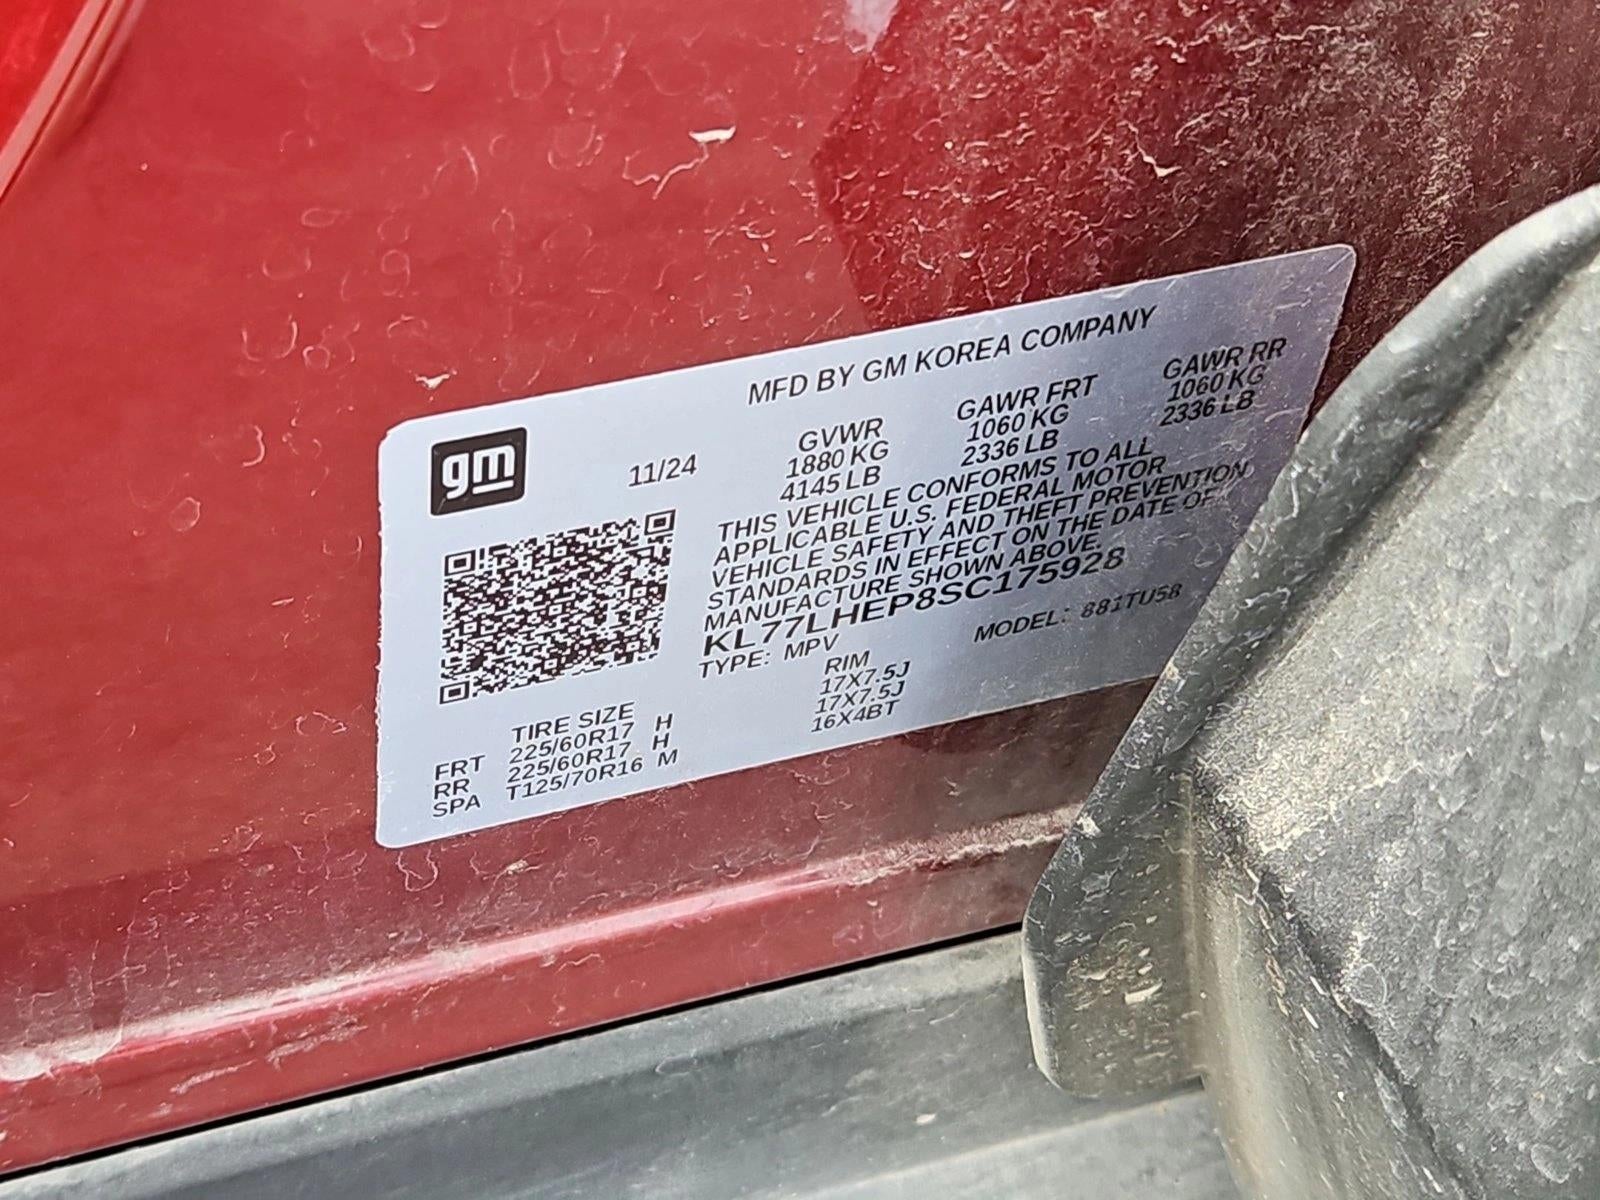 MFD BY GM KOREA COMPANY
gm
11/24
GVWR GAWR FRT GAWR RR
1880 KG 1060 KG 1060 KG
4145 LB 2336 LB 2336 LB
THIS VEHICLE CONFORMS TO ALL
APPLICABLE U.S. FEDERAL MOTOR
VEHICLE SAFETY AND THEFT PREVENTION
STANDARDS IN EFFECT ON THE DATE OF
MANUFACTURE SHOWN ABOVE.
KL77LHEP8SC175928
TYPE: MPV MODEL: 881TU58
TIRE SIZE RIM
FRT 225/60R17 H 17X7.5J
RR 225/60R17 H 17X7.5J
SPA T125/70R16 M 16X4BT